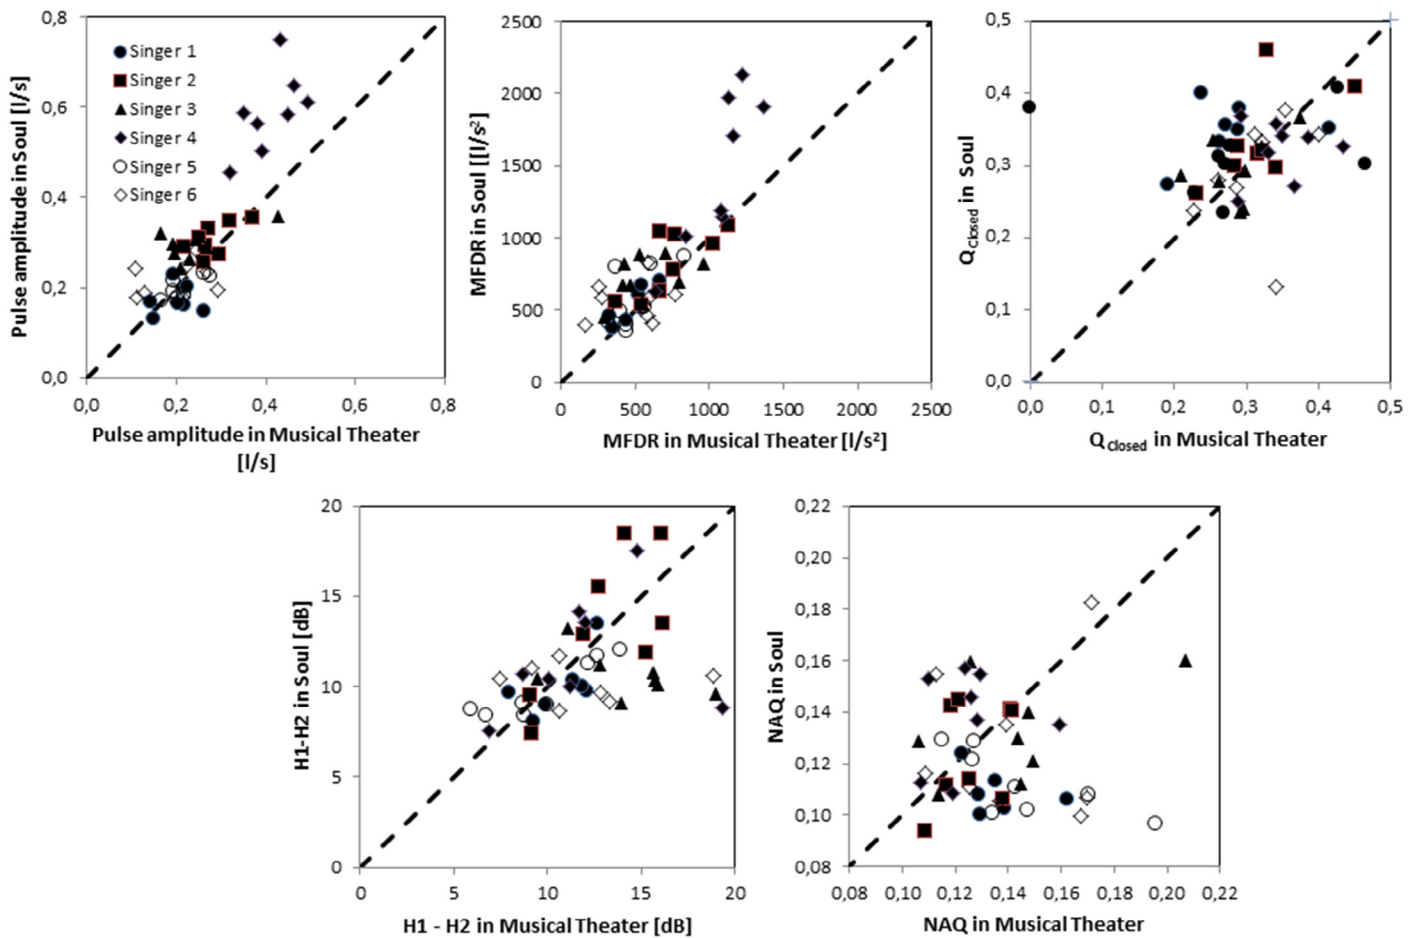 0,8
0,6
0,4
0,2
0,0
Pulse amplitude in Soul [l/s]
Singer 1
Singer 2
Singer 3
Singer 4
Singer 5
Singer 6
0,0 0,2 0,4 0,6 0,8
Pulse amplitude in Musical Theater
[l/s]
2500
2000
1500
1000
500
0
MFDR in Soul [[l/s²]
0 500 1000 1500 2000 2500
MFDR in Musical Theater [l/s²]
0,5
0,4
0,3
0,2
0,1
0,0
QClosed in Soul
0,0 0,1 0,2 0,3 0,4 0,5
QClosed in Musical Theater
20
15
10
5
0
H1-H2 in Soul [dB]
0 5 10 15 20
H1 - H2 in Musical Theater [dB]
0,22
0,20
0,18
0,16
0,14
0,12
0,10
0,08
NAQ in Soul
0,08 0,10 0,12 0,14 0,16 0,18 0,20 0,22
NAQ in Musical Theater